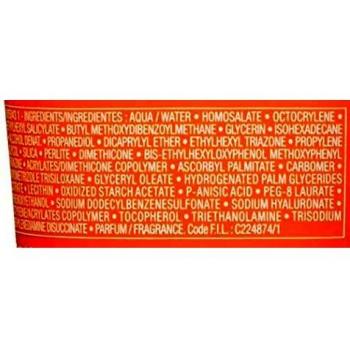 INGREDIENTS/INGREDIENTES : AQUA / WATER • HOMOSALATE • OCTOCRYLENE •
ETHYLHEXYL SALICYLATE • BUTYL METHOXYDIBENZOYLMETHANE • GLYCERIN • ISOHEXADECANE
ALCOHOL DENAT. • PROPANEDIOL • DICAPRYLYL ETHER • ETHYLHEXYL TRIAZONE • PROPYLENE
• SILICA • PERLITE • DIMETHICONE • BIS-ETHYLHEXYLOXYPHENOL METHOXYPHENYL
• ACRYLATES/DIMETHICONE COPOLYMER • ASCORBYL PALMITATE • CARBOMER •
TRISILOXANE • GLYCERYL OLEATE • HYDROGENATED PALM GLYCERIDES
• LECITHIN • OXIDIZED STARCH ACETATE • P-ANISIC ACID • PEG-8 LAURATE •
• SODIUM DODECYLBENZENESULFONATE • SODIUM HYALURONATE •
COPOLYMER • TOCOPHEROL • TRIETHANOLAMINE • TRISODIUM
DISUCCINATE • PARFUM / FRAGRANCE. Code F.I.L. : C224874/1